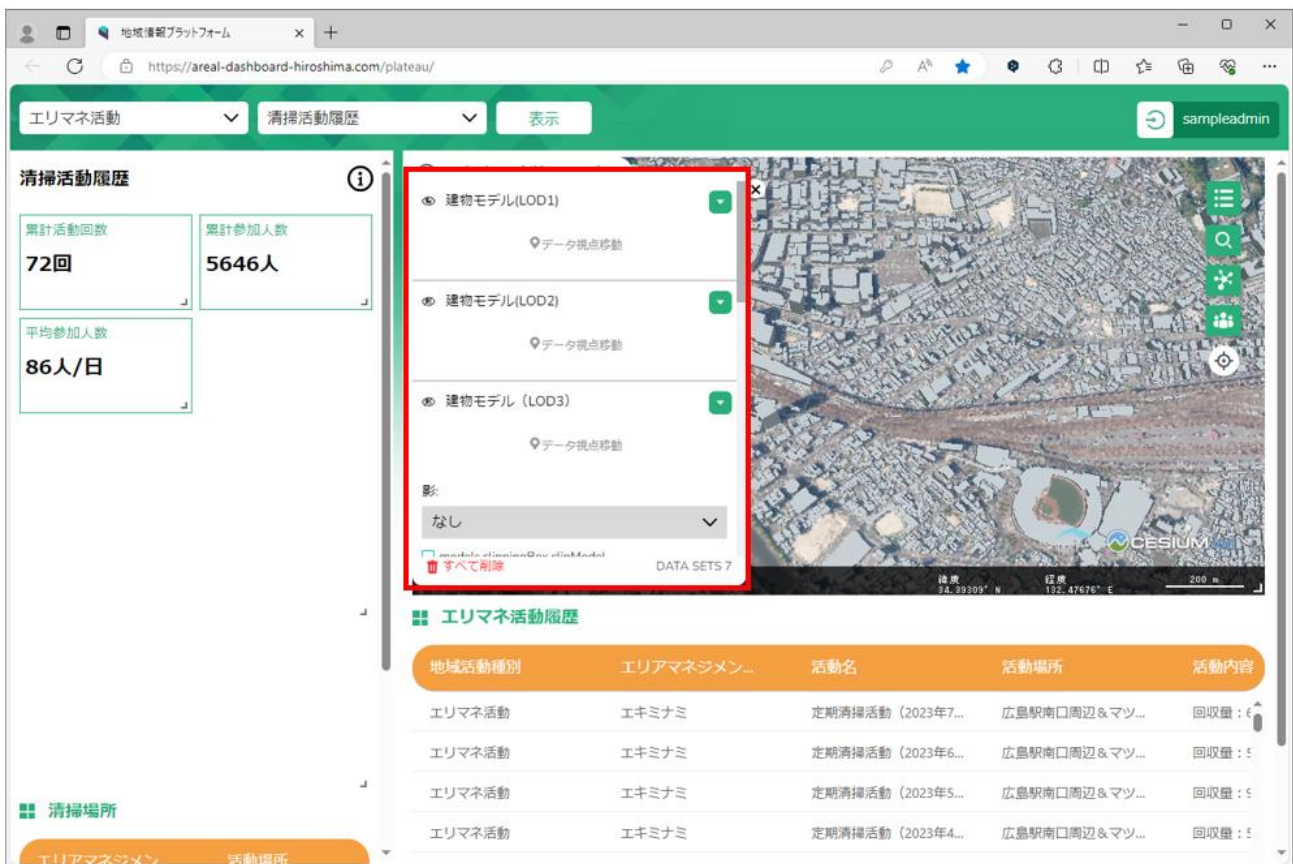 地域情報プラットフォーム
https://areal-dashboard-hiroshima.com/plateau/
エリマネ活動
清掃活動履歴
表示
sampleadmin
清掃活動履歴
累計活動回数
72回
累計参加人数
5646人
平均参加人数
86人/日
建物モデル(LOD1)
データ視点移動
建物モデル(LOD2)
データ視点移動
建物モデル（LOD3）
データ視点移動
影:
なし
models.clippingBox.clipModel
すべて削除
DATA SETS 7
CESIUM
緯度
34.39309° N
経度
132.47676° E
200 m
エリマネ活動履歴
地域活動種別 エリアマネジメン... 活動名 活動場所 活動内容
エリマネ活動 エキミナミ 定期清掃活動（2023年7... 広島駅南口周辺&マツ... 回収量：6
エリマネ活動 エキミナミ 定期清掃活動（2023年6... 広島駅南口周辺&マツ... 回収量：5
エリマネ活動 エキミナミ 定期清掃活動（2023年5... 広島駅南口周辺&マツ... 回収量：9
エリマネ活動 エキミナミ 定期清掃活動（2023年4... 広島駅南口周辺&マツ... 回収量：5
清掃場所
エリアマネジメン 活動場所